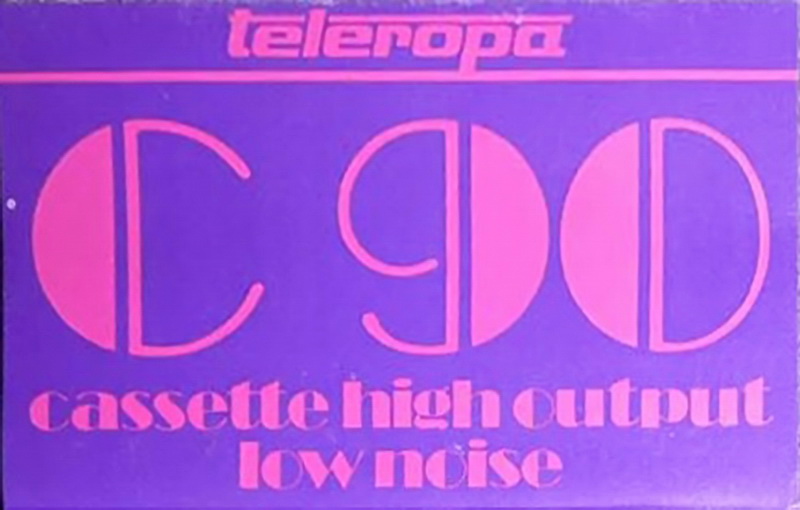 teleropa
C 90
cassette high output
low noise